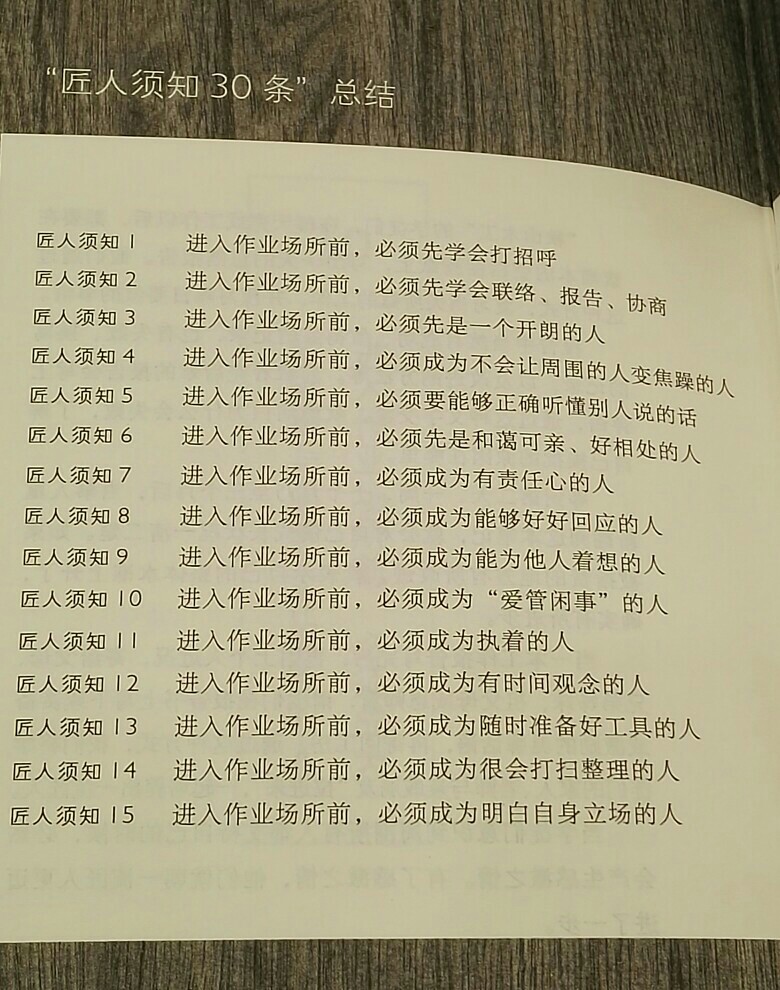 “匠人须知30条”总结
匠人须知1 进入作业场所前，必须先学会打招呼
匠人须知2 进入作业场所前，必须先学会联络、报告、协商
匠人须知3 进入作业场所前，必须先是一个开朗的人
匠人须知4 进入作业场所前，必须成为不会让周围的人变焦躁的人
匠人须知5 进入作业场所前，必须要能够正确听懂别人说的话
匠人须知6 进入作业场所前，必须先是和蔼可亲、好相处的人
匠人须知7 进入作业场所前，必须成为有责任心的人
匠人须知8 进入作业场所前，必须成为能够好好回应的人
匠人须知9 进入作业场所前，必须成为能为他人着想的人
匠人须知10 进入作业场所前，必须成为“爱管闲事”的人
匠人须知11 进入作业场所前，必须成为执着的人
匠人须知12 进入作业场所前，必须成为有时间观念的人
匠人须知13 进入作业场所前，必须成为随时准备好工具的人
匠人须知14 进入作业场所前，必须成为很会打扫整理的人
匠人须知15 进入作业场所前，必须成为明白自身立场的人